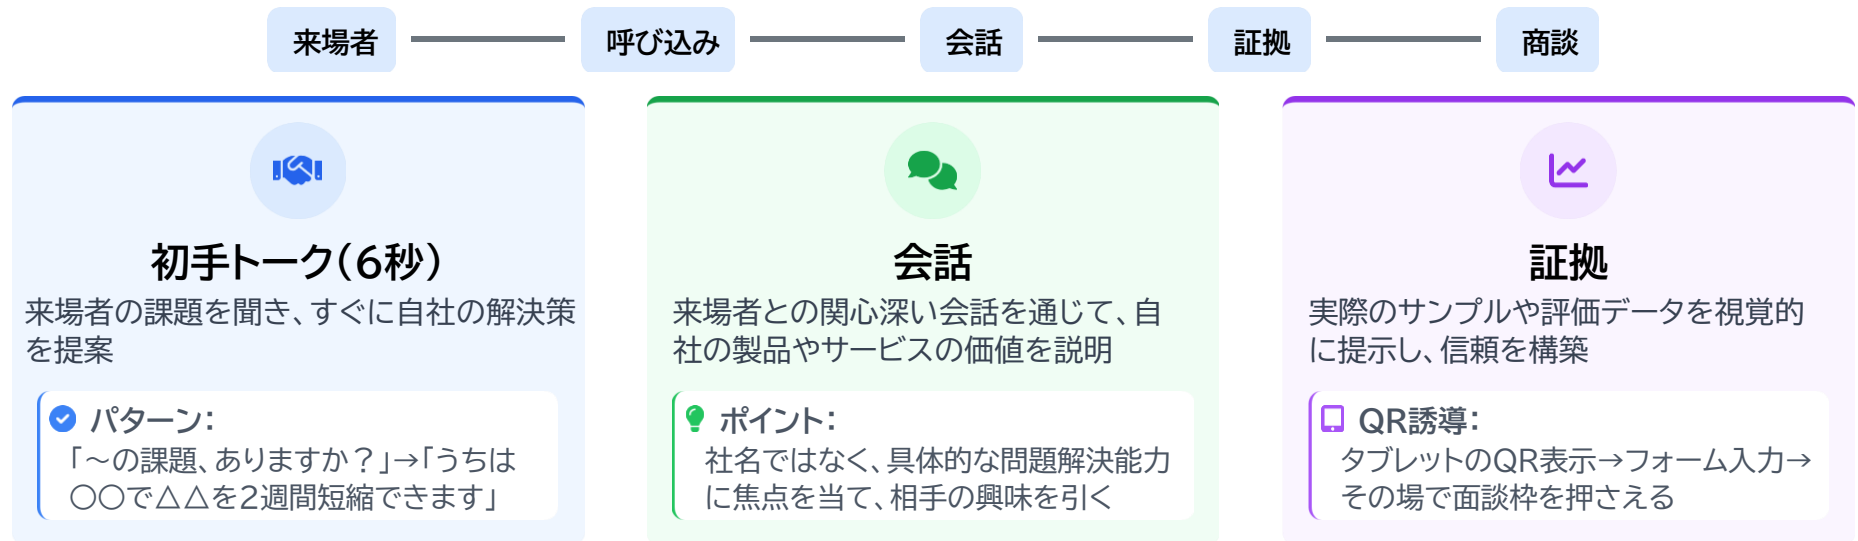 来場者
呼び込み
会話
証拠
商談
初手トーク（6秒）
来場者の課題を聞き、すぐに自社の解決策
を提案
パターン：
「～の課題、ありますか？」→「うちは
〇〇で△△を2週間短縮できます」
会話
来場者との関心深い会話を通じて、自
社の製品やサービスの価値を説明
ポイント：
社名ではなく、具体的な問題解決能力
に焦点を当て、相手の興味を引く
証拠
実際のサンプルや評価データを視覚的
に提示し、信頼を構築
QR誘導：
タブレットのQR表示→フォーム入力→
その場で面談枠を押さえる